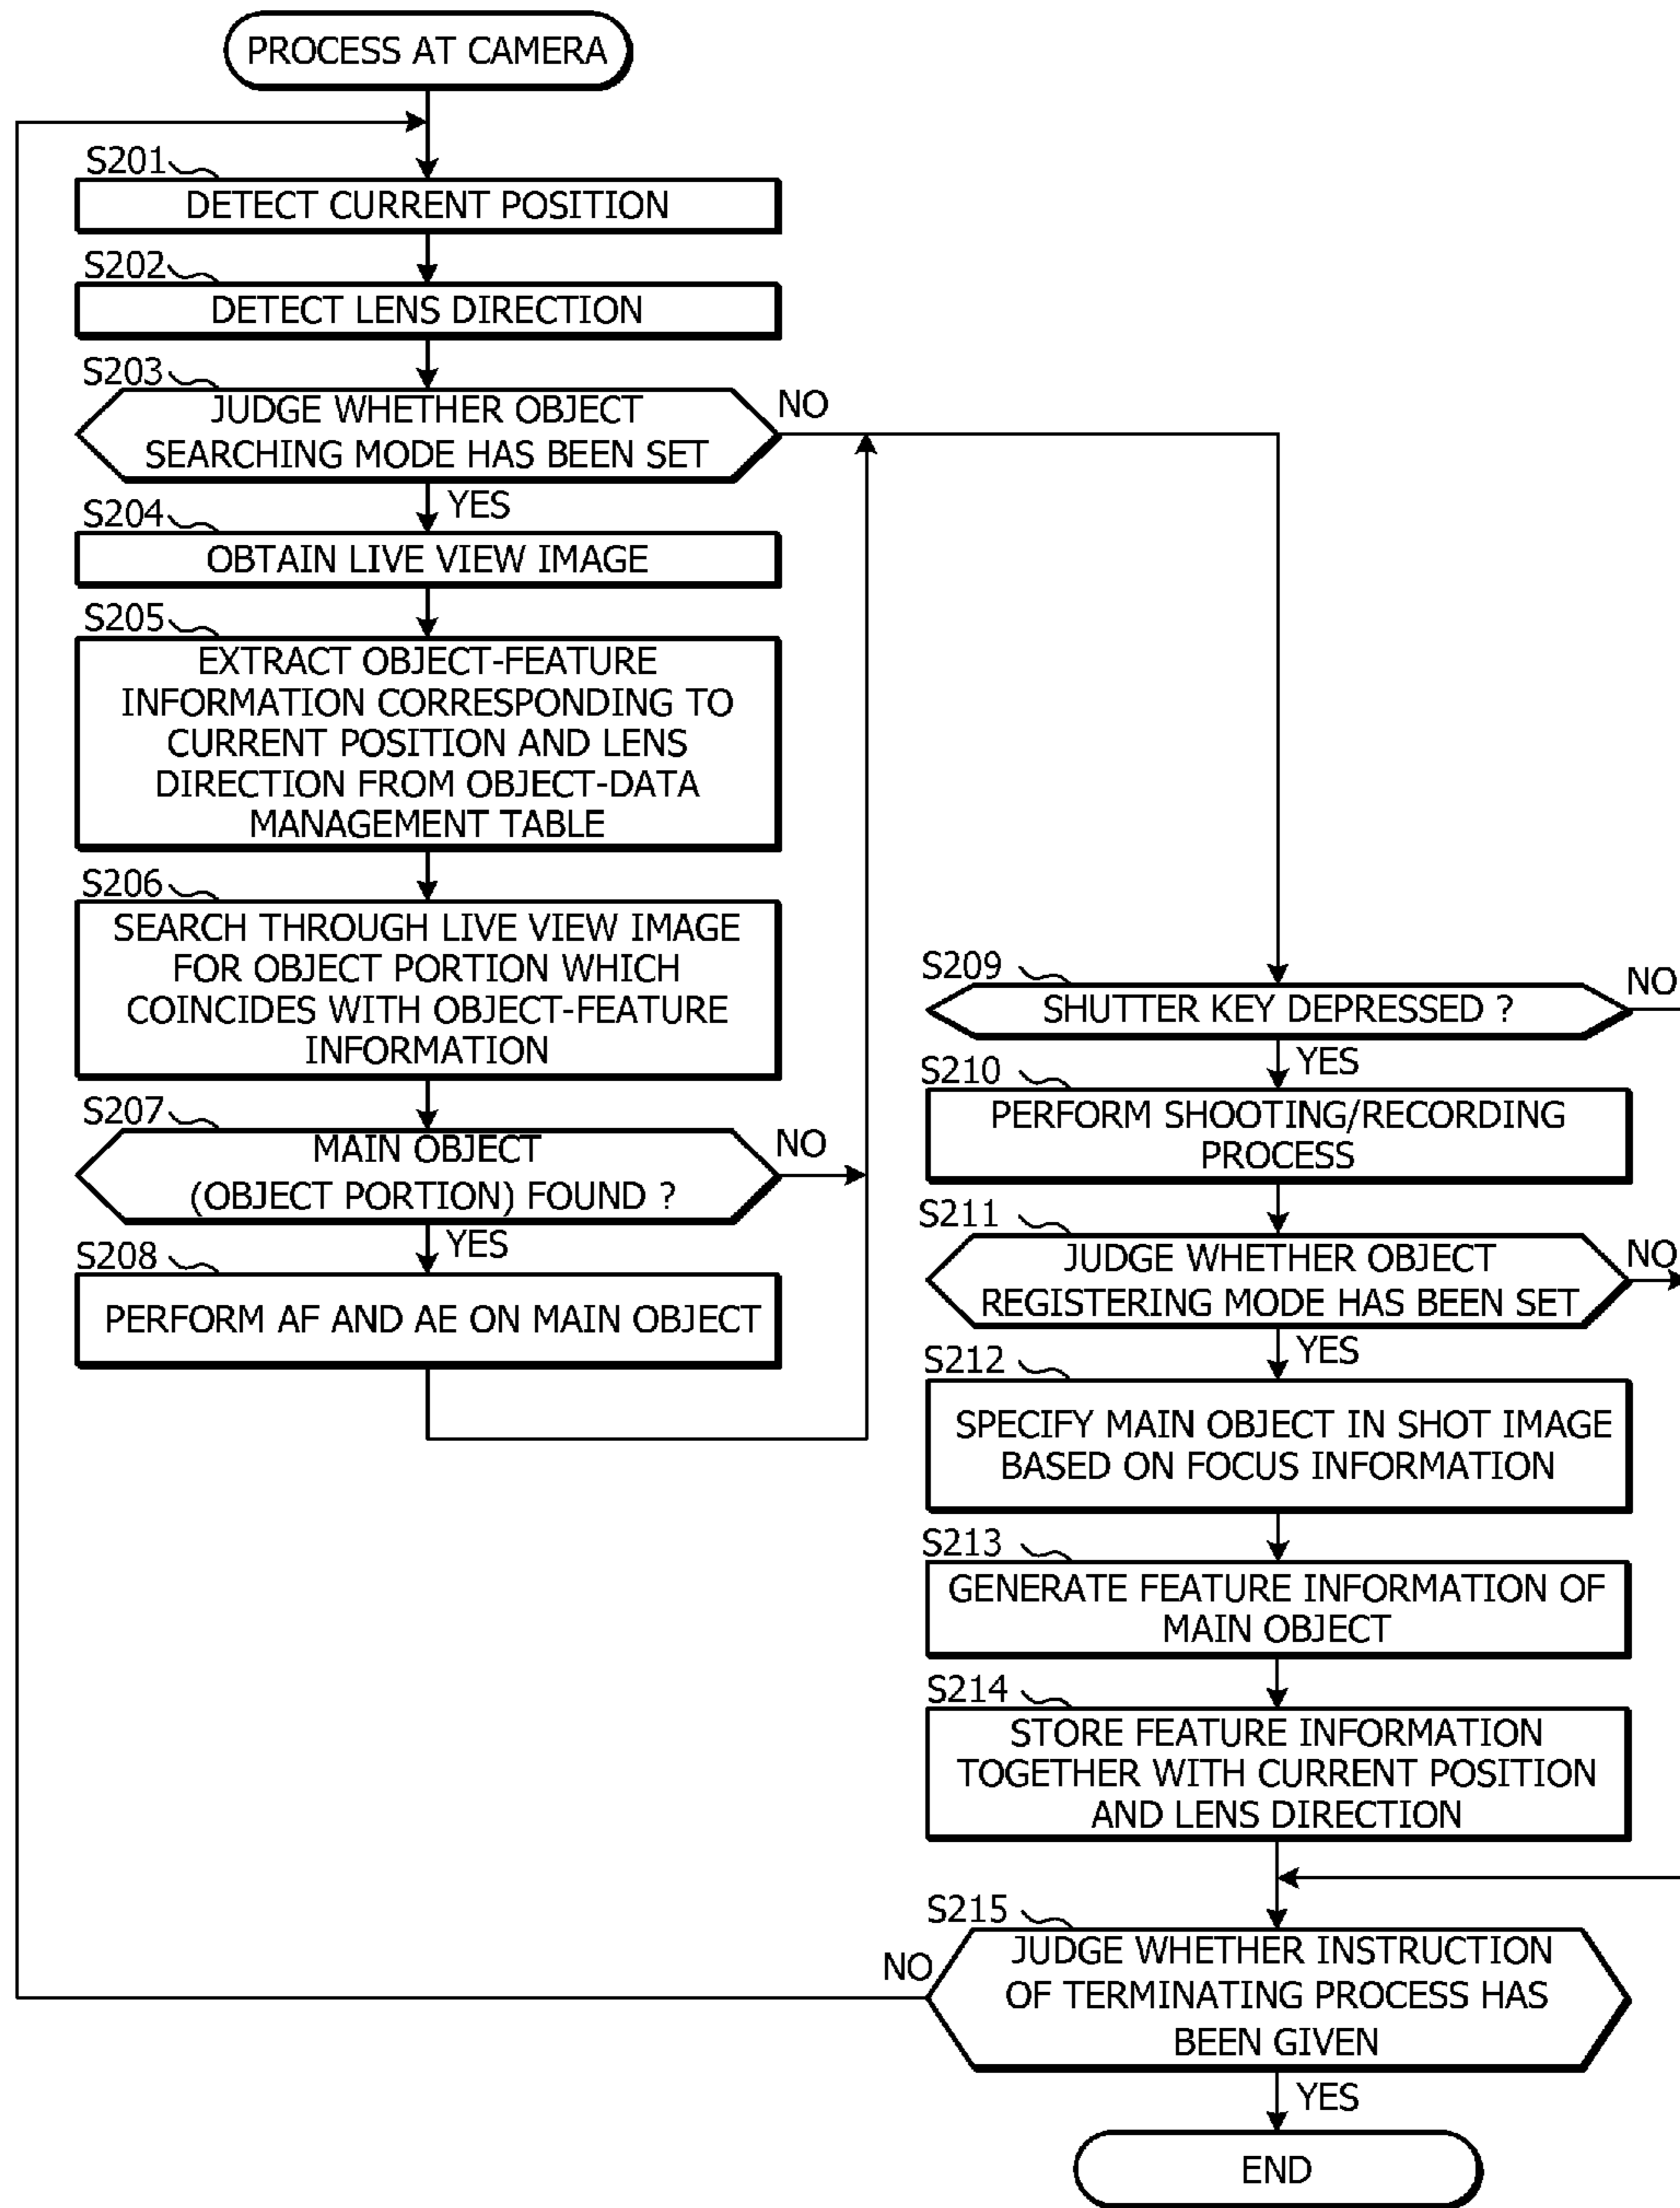 PROCESS AT CAMERA
S201
DETECT CURRENT POSITION
S202
DETECT LENS DIRECTION
S203
JUDGE WHETHER OBJECT
SEARCHING MODE HAS BEEN SET
NO
YES
S204
OBTAIN LIVE VIEW IMAGE
S205
EXTRACT OBJECT-FEATURE
INFORMATION CORRESPONDING TO
CURRENT POSITION AND LENS
DIRECTION FROM OBJECT-DATA
MANAGEMENT TABLE
S206
SEARCH THROUGH LIVE VIEW IMAGE
FOR OBJECT PORTION WHICH
COINCIDES WITH OBJECT-FEATURE
INFORMATION
S207
MAIN OBJECT
(OBJECT PORTION) FOUND ?
NO
YES
S208
PERFORM AF AND AE ON MAIN OBJECT
S209
SHUTTER KEY DEPRESSED ?
NO
YES
S210
PERFORM SHOOTING/RECORDING
PROCESS
S211
JUDGE WHETHER OBJECT
REGISTERING MODE HAS BEEN SET
NO
YES
S212
SPECIFY MAIN OBJECT IN SHOT IMAGE
BASED ON FOCUS INFORMATION
S213
GENERATE FEATURE INFORMATION OF
MAIN OBJECT
S214
STORE FEATURE INFORMATION
TOGETHER WITH CURRENT POSITION
AND LENS DIRECTION
S215
JUDGE WHETHER INSTRUCTION
OF TERMINATING PROCESS HAS
BEEN GIVEN
NO
YES
END